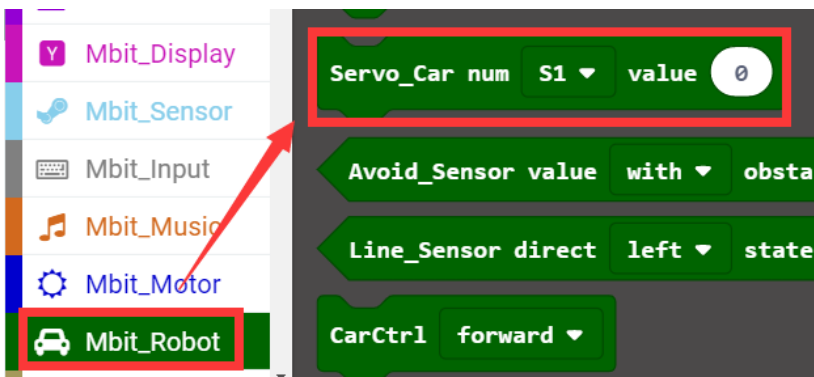 Y Mbit_Display
Mbit_Sensor
Mbit_Input
Mbit_Music
Mbit_Motor
Mbit_Robot
Servo_Car num S1 value 0
Avoid_Sensor value with obsta
Line_Sensor direct left state
CarCtrl forward